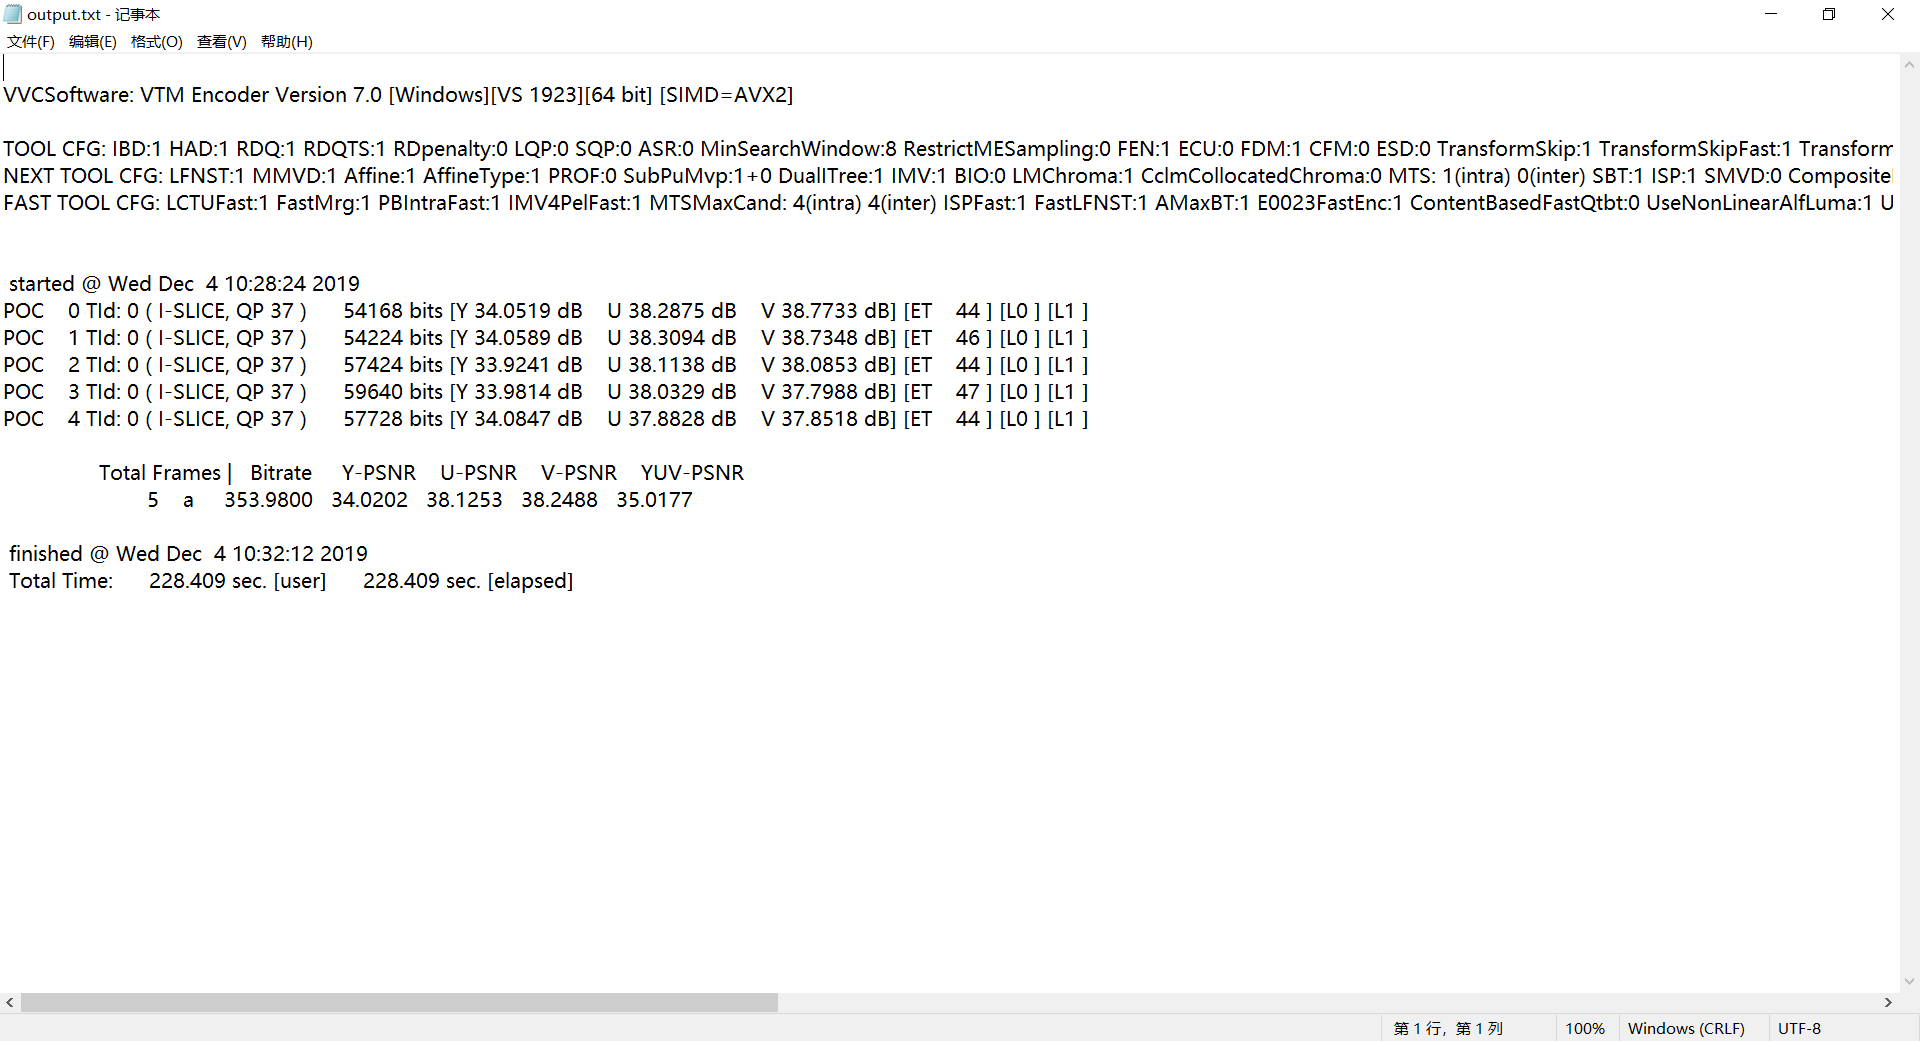 output.txt - 记事本
文件(F) 编辑(E) 格式(O) 查看(V) 帮助(H)
VVCSoftware: VTM Encoder Version 7.0 [Windows][VS 1923][64 bit] [SIMD=AVX2]
TOOL CFG: IBD:1 HAD:1 RDQ:1 RDQTS:1 RDpenalty:0 LQP:0 SQP:0 ASR:0 MinSearchWindow:8 RestrictMESampling:0 FEN:1 ECU:0 FDM:1 CFM:0 ESD:0 TransformSkip:1 TransformSkipFast:1 Transform
NEXT TOOL CFG: LFNST:1 MMVD:1 Affine:1 AffineType:1 PROF:0 SubPuMvp:1+0 DualITree:1 IMV:1 BIO:0 LMChroma:1 CclmCollocatedChroma:0 MTS: 1(intra) 0(inter) SBT:1 ISP:1 SMVD:0 Composite
FAST TOOL CFG: LCTUFast:1 FastMrg:1 PBIntraFast:1 IMV4PelFast:1 MTSMaxCand: 4(intra) 4(inter) ISPFast:1 FastLFNST:1 AMaxBT:1 E0023FastEnc:1 ContentBasedFastQtbt:0 UseNonLinearAlfLuma:1 U
started @ Wed Dec  4 10:28:24 2019
POC    0 TId: 0 ( I-SLICE, QP 37 )      54168 bits [Y 34.0519 dB    U 38.2875 dB    V 38.7733 dB] [ET    44 ] [L0 ] [L1 ]
POC    1 TId: 0 ( I-SLICE, QP 37 )      54224 bits [Y 34.0589 dB    U 38.3094 dB    V 38.7348 dB] [ET    46 ] [L0 ] [L1 ]
POC    2 TId: 0 ( I-SLICE, QP 37 )      57424 bits [Y 33.9241 dB    U 38.1138 dB    V 38.0853 dB] [ET    44 ] [L0 ] [L1 ]
POC    3 TId: 0 ( I-SLICE, QP 37 )      59640 bits [Y 33.9814 dB    U 38.0329 dB    V 37.7988 dB] [ET    47 ] [L0 ] [L1 ]
POC    4 TId: 0 ( I-SLICE, QP 37 )      57728 bits [Y 34.0847 dB    U 37.8828 dB    V 37.8518 dB] [ET    44 ] [L0 ] [L1 ]
Total Frames |   Bitrate     Y-PSNR    U-PSNR    V-PSNR    YUV-PSNR
5    a     353.9800   34.0202   38.1253   38.2488   35.0177
finished @ Wed Dec  4 10:32:12 2019
Total Time:      228.409 sec. [user]      228.409 sec. [elapsed]
第 1 行，第 1 列 100% Windows (CRLF) UTF-8